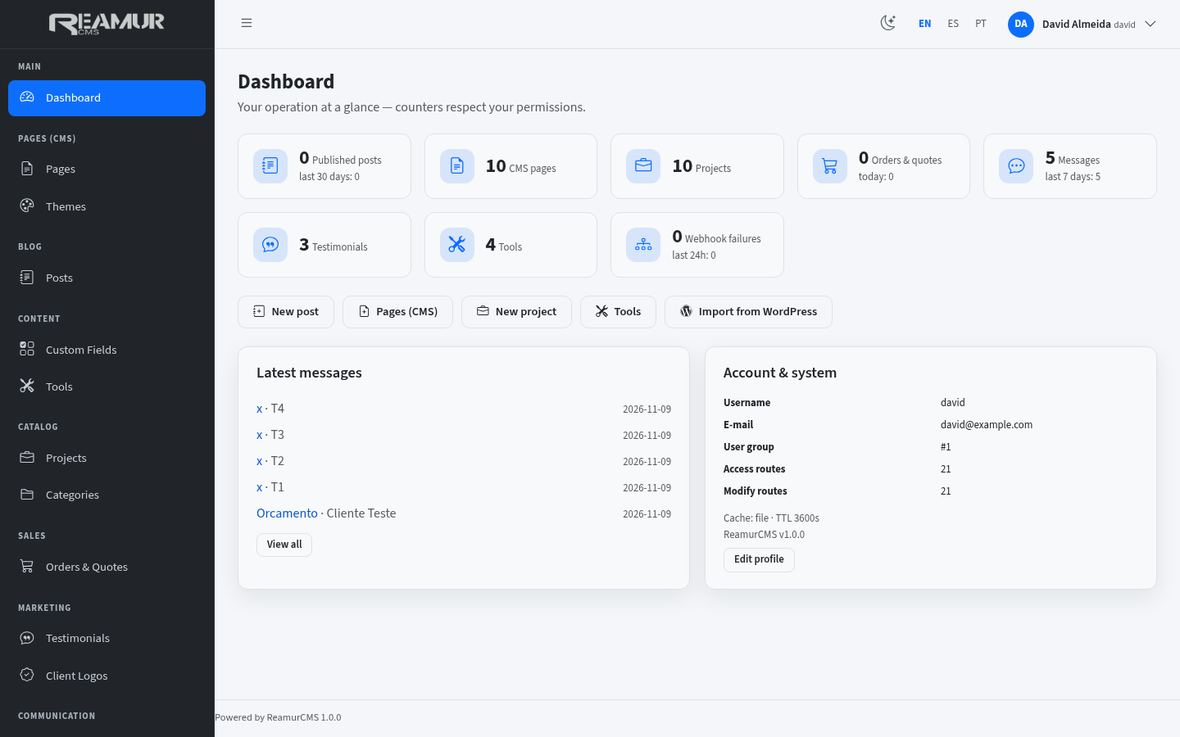 REAMUR
CMS
MAIN
Dashboard
PAGES (CMS)
Pages
Themes
BLOG
Posts
CONTENT
Custom Fields
Tools
CATALOG
Projects
Categories
SALES
Orders & Quotes
MARKETING
Testimonials
Client Logos
COMMUNICATION
EN ES PT DA David Almeida david
Dashboard
Your operation at a glance — counters respect your permissions.
0 Published posts
last 30 days: 0
10 CMS pages
10 Projects
0 Orders & quotes
today: 0
5 Messages
last 7 days: 5
3 Testimonials
4 Tools
0 Webhook failures
last 24h: 0
New post
Pages (CMS)
New project
Tools
Import from WordPress
Latest messages
x · T4 2026-11-09
x · T3 2026-11-09
x · T2 2026-11-09
x · T1 2026-11-09
Orcamento · Cliente Teste 2026-11-09
View all
Account & system
Username david
E-mail david@example.com
User group #1
Access routes 21
Modify routes 21
Cache: file · TTL 3600s
ReamurCMS v1.0.0
Edit profile
Powered by ReamurCMS 1.0.0